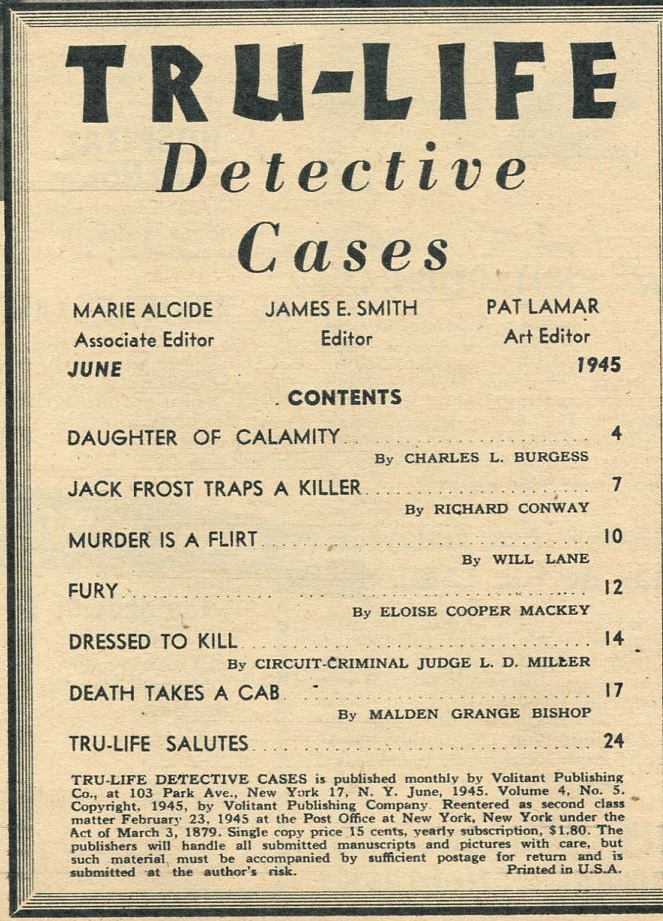 TRU-LIFE
Detective
Cases
MARIE ALCIDE JAMES E. SMITH PAT LAMAR
Associate Editor Editor Art Editor
JUNE 1945
CONTENTS
DAUGHTER OF CALAMITY 4
By CHARLES L. BURGESS
JACK FROST TRAPS A KILLER 7
By RICHARD CONWAY
MURDER IS A FLIRT 10
By WILL LANE
FURY 12
By ELOISE COOPER MACKEY
DRESSED TO KILL 14
By CIRCUIT-CRIMINAL JUDGE L. D. MILLER
DEATH TAKES A CAB 17
By MALDEN GRANGE BISHOP
TRU-LIFE SALUTES 24
TRU-LIFE DETECTIVE CASES is published monthly by Volitant Publishing
Co., at 103 Park Ave., New York 17, N. Y. June, 1945. Volume 4, No. 5.
Copyright, 1945, by Volitant Publishing Company. Reentered as second class
matter February 23, 1945 at the Post Office at New York, New York under the
Act of March 3, 1879. Single copy price 15 cents, yearly subscription, $1.80. The
publishers will handle all submitted manuscripts and pictures with care, but
such material must be accompanied by sufficient postage for return and is
submitted at the author's risk. Printed in U.S.A.